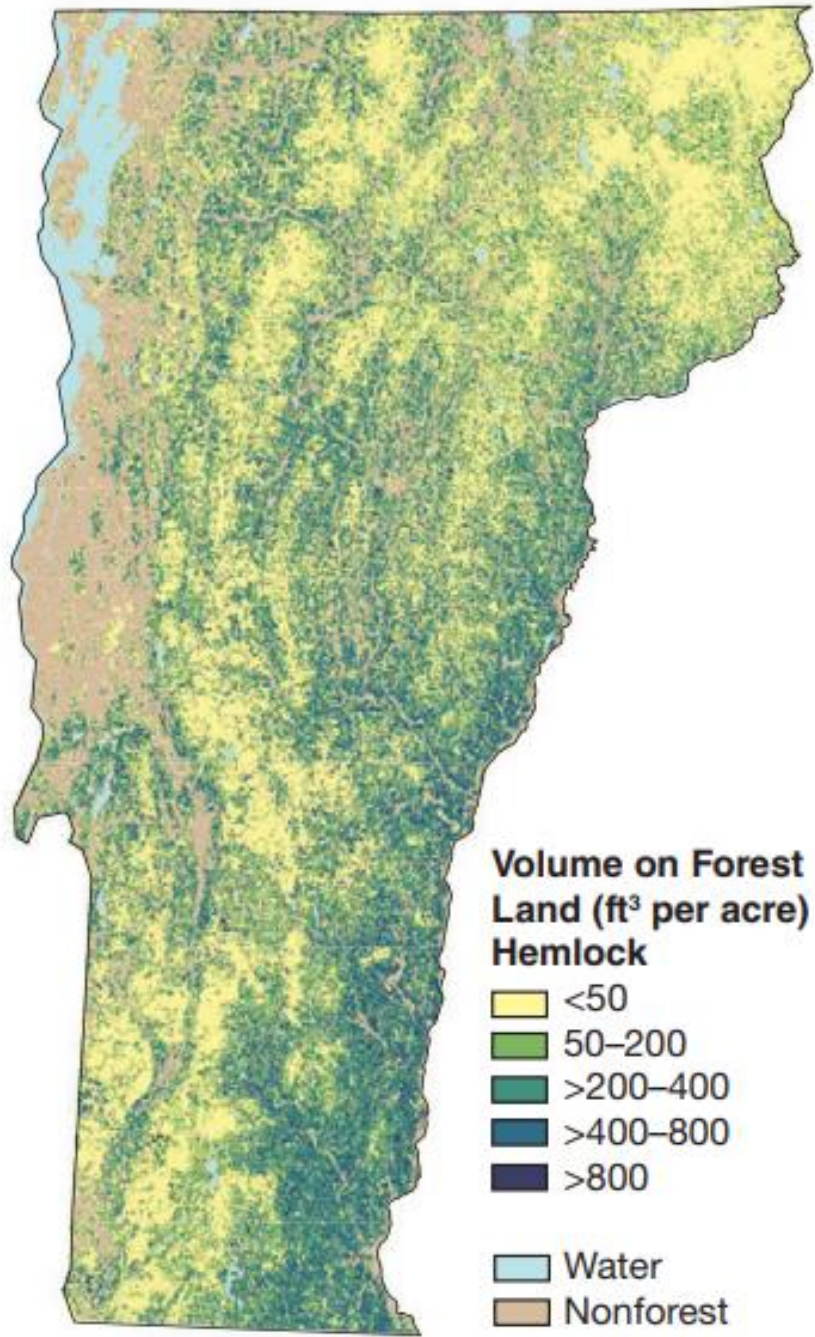 Volume on Forest
Land (ft³ per acre)
Hemlock
<50
50–200
>200–400
>400–800
>800
Water
Nonforest